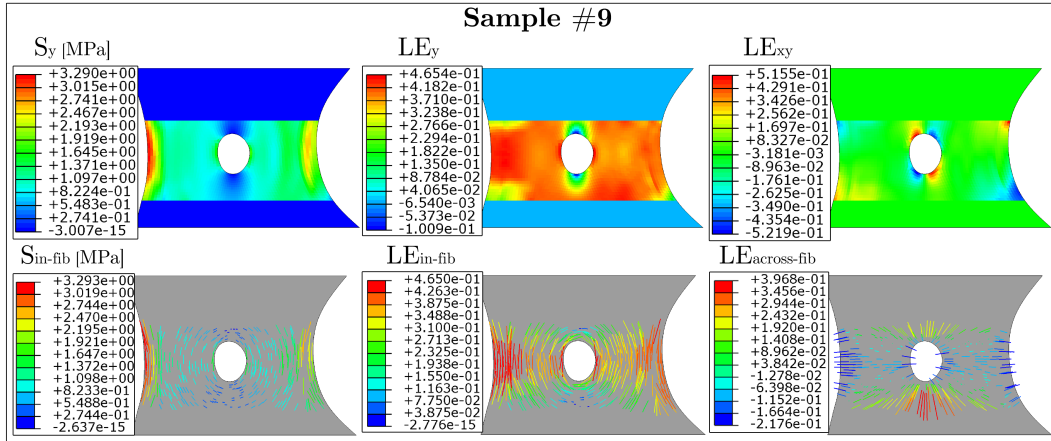 Sample #9
Sy [MPa]
+3.290e+00
+3.015e+00
+2.741e+00
+2.467e+00
+2.193e+00
+1.919e+00
+1.645e+00
+1.371e+00
+1.097e+00
+8.224e-01
+5.483e-01
+2.741e-01
-3.007e-15
LEy
+4.654e-01
+4.182e-01
+3.710e-01
+3.238e-01
+2.766e-01
+2.294e-01
+1.822e-01
+1.350e-01
+8.784e-02
+4.065e-02
-6.540e-03
-5.373e-02
-1.009e-01
LExy
+5.155e-01
+4.291e-01
+3.426e-01
+2.562e-01
+1.697e-01
+8.327e-02
-3.181e-03
-8.963e-02
-1.761e-01
-2.625e-01
-3.490e-01
-4.354e-01
-5.219e-01
Sin-fib [MPa]
+3.293e+00
+3.019e+00
+2.744e+00
+2.470e+00
+2.195e+00
+1.921e+00
+1.647e+00
+1.372e+00
+1.098e+00
+8.233e-01
+5.488e-01
+2.744e-01
-2.637e-15
LEin-fib
+4.650e-01
+4.263e-01
+3.875e-01
+3.488e-01
+3.100e-01
+2.713e-01
+2.325e-01
+1.938e-01
+1.550e-01
+1.163e-01
+7.750e-02
+3.875e-02
-2.776e-15
LEacross-fib
+3.968e-01
+3.456e-01
+2.944e-01
+2.432e-01
+1.920e-01
+1.408e-01
+8.962e-02
+3.842e-02
-1.278e-02
-6.398e-02
-1.152e-01
-1.664e-01
-2.176e-01